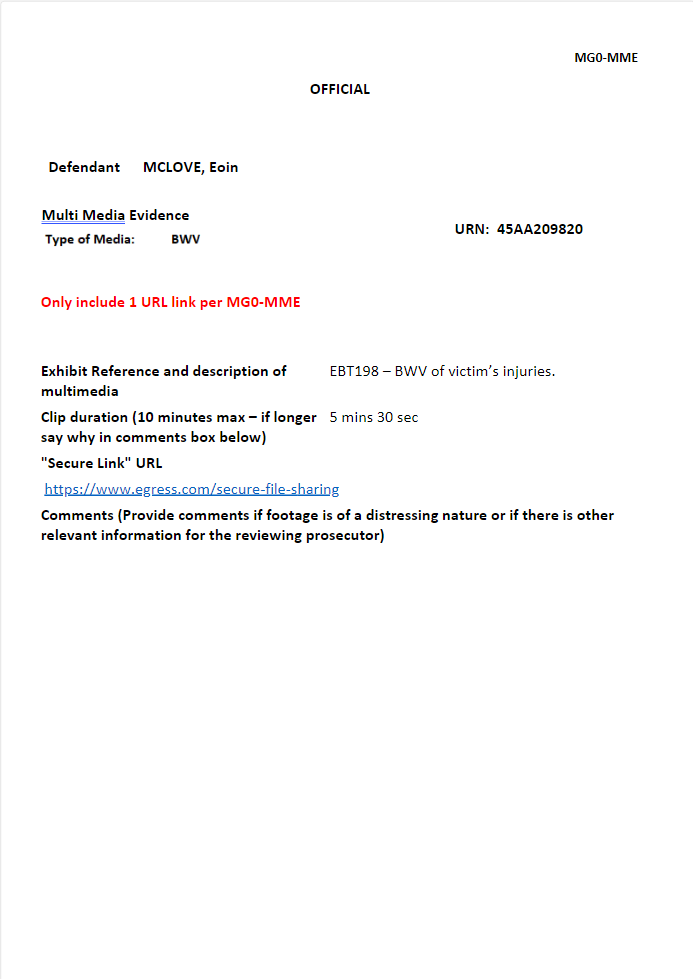 MG0-MME
OFFICIAL
Defendant MCLOVE, Eoin
Multi Media Evidence
URN: 45AA209820
Type of Media: BWV
Only include 1 URL link per MG0-MME
Exhibit Reference and description of EBT198 – BWV of victim’s injuries.
multimedia
Clip duration (10 minutes max – if longer 5 mins 30 sec
say why in comments box below)
"Secure Link" URL
https://www.egress.com/secure-file-sharing
Comments (Provide comments if footage is of a distressing nature or if there is other
relevant information for the reviewing prosecutor)